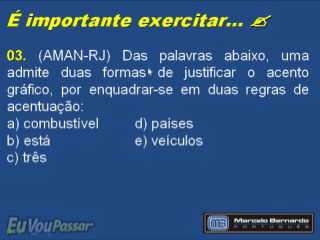 É importante exercitar...
03. (AMAN-RJ) Das palavras abaixo, uma
admite duas formas de justificar o acento
gráfico, por enquadrar-se em duas regras de
acentuação:
a) combustível d) países
b) está e) veículos
c) três
EuVouPassar
Marcelo Bernardo
PORTUGUÊS